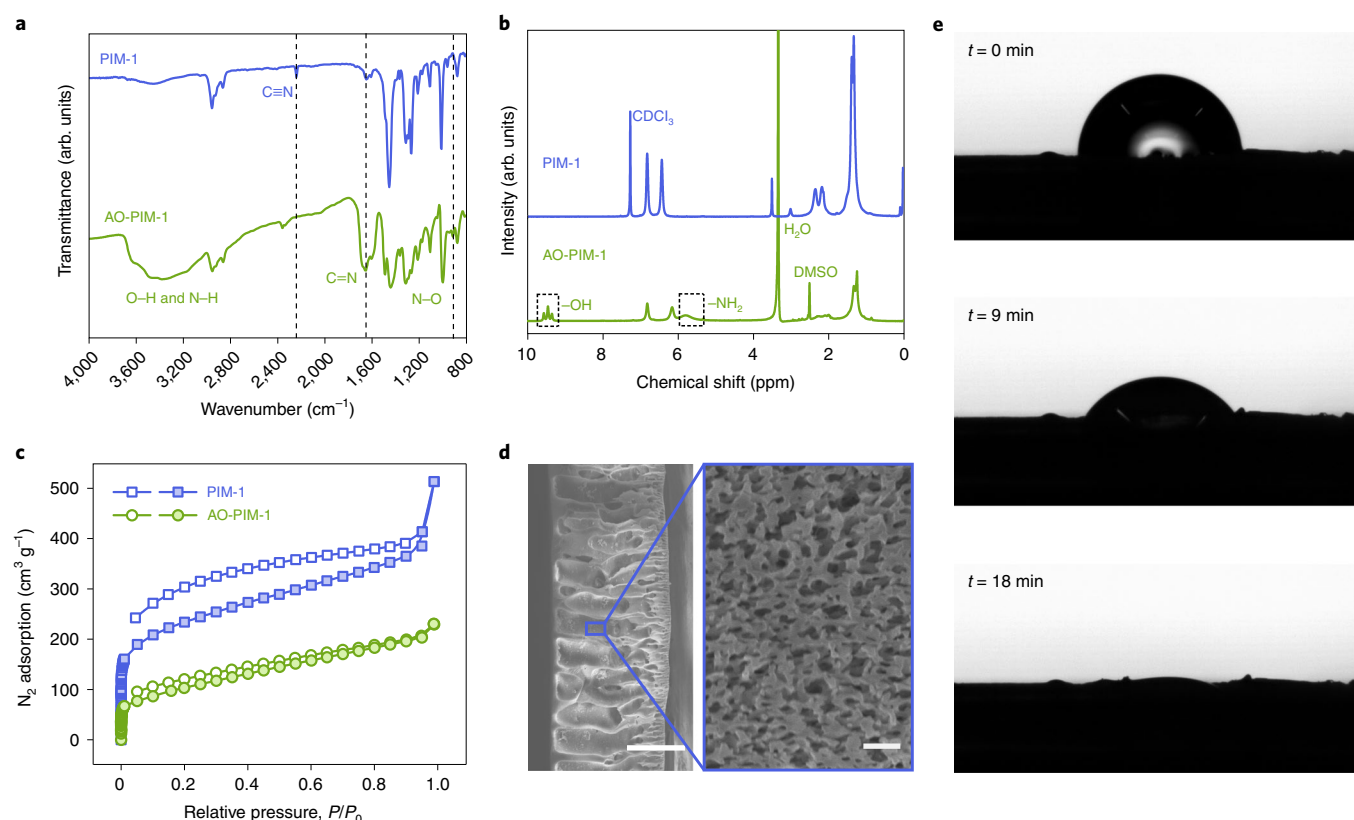 a
PIM-1
C≡N
AO-PIM-1
C=N
O–H and N–H
N–O
Transmittance (arb. units)
4,000
3,600
3,200
2,800
2,400
2,000
1,600
1,200
800
Wavenumber (cm⁻¹)
b
CDCl₃
PIM-1
H₂O
AO-PIM-1
DMSO
–OH
–NH₂
Intensity (arb. units)
10 8 6 4 2 0
Chemical shift (ppm)
c
PIM-1
AO-PIM-1
500
400
300
200
100
0
N₂ adsorption (cm³ g⁻¹)
0 0.2 0.4 0.6 0.8 1.0
Relative pressure, P/P₀
d
e
t = 0 min
t = 9 min
t = 18 min